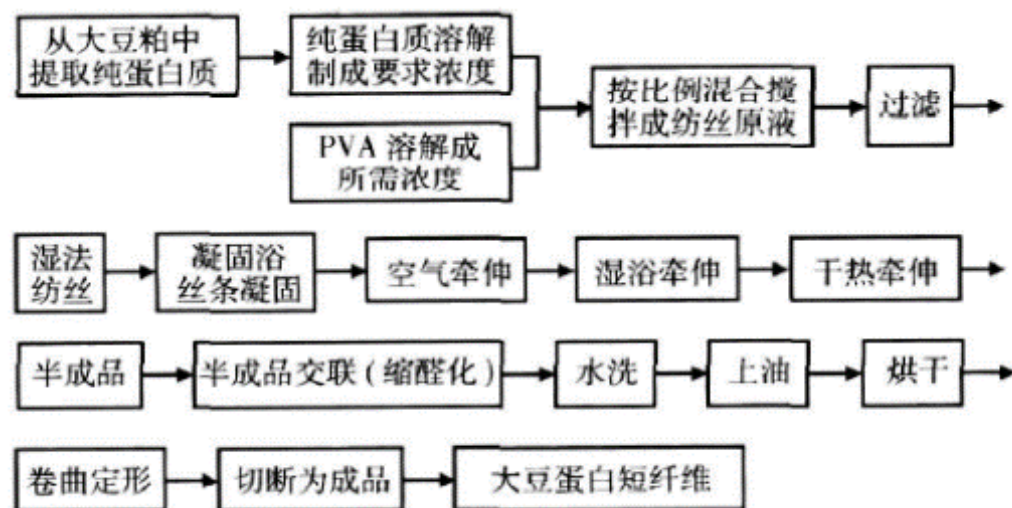 从大豆粕中
提取纯蛋白质
纯蛋白质溶解
制成要求浓度
PVA 溶解成
所需浓度
按比例混合搅
拌成纺丝原液
过滤
湿法
纺丝
凝固浴
丝条凝固
空气牵伸
湿浴牵伸
干热牵伸
半成品
半成品交联(缩醛化)
水洗
上油
烘干
卷曲定形
切断为成品
大豆蛋白短纤维